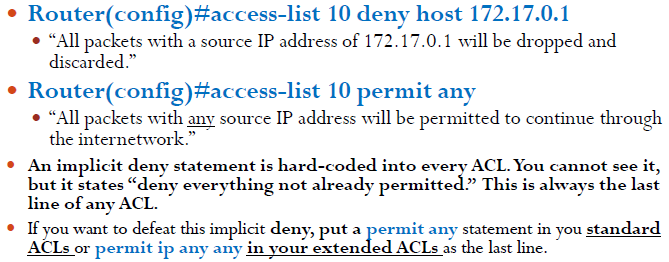 • Router(config)#access-list 10 deny host 172.17.0.1
• “All packets with a source IP address of 172.17.0.1 will be dropped and
discarded.”
• Router(config)#access-list 10 permit any
• “All packets with any source IP address will be permitted to continue through
the internetwork.”
• An implicit deny statement is hard-coded into every ACL. You cannot see it,
but it states “deny everything not already permitted.” This is always the last
line of any ACL.
• If you want to defeat this implicit deny, put a permit any statement in you standard
ACLs or permit ip any any in your extended ACLs as the last line.